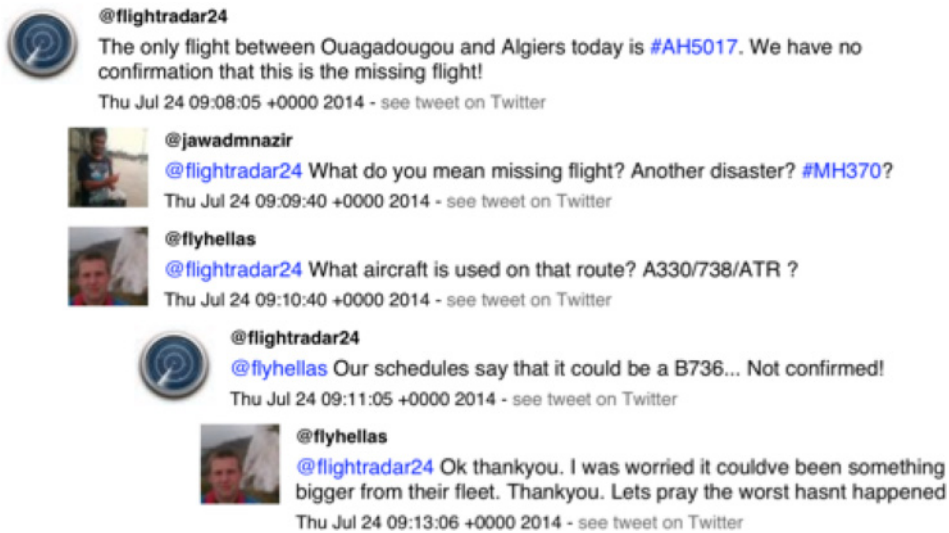 @flightradar24
The only flight between Ouagadougou and Algiers today is #AH5017. We have no
confirmation that this is the missing flight!
Thu Jul 24 09:08:05 +0000 2014 - see tweet on Twitter
@jawadmnazir
@flightradar24 What do you mean missing flight? Another disaster? #MH370?
Thu Jul 24 09:09:40 +0000 2014 - see tweet on Twitter
@flyhellas
@flightradar24 What aircraft is used on that route? A330/738/ATR ?
Thu Jul 24 09:10:40 +0000 2014 - see tweet on Twitter
@flightradar24
@flyhellas Our schedules say that it could be a B736... Not confirmed!
Thu Jul 24 09:11:05 +0000 2014 - see tweet on Twitter
@flyhellas
@flightradar24 Ok thankyou. I was worried it couldve been something
bigger from their fleet. Thankyou. Lets pray the worst hasnt happened
Thu Jul 24 09:13:06 +0000 2014 - see tweet on Twitter